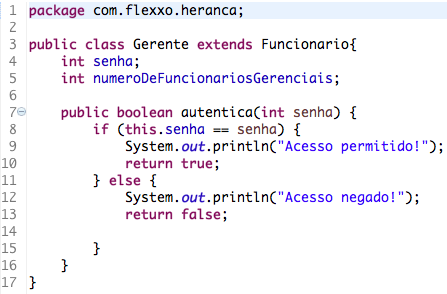 1 package com.flexxo.heranca;
2
3 public class Gerente extends Funcionario{
4     int senha;
5     int numeroDeFuncionariosGerenciais;
6
7     public boolean autentica(int senha) {
8         if (this.senha == senha) {
9             System.out.println("Acesso permitido!");
10             return true;
11         } else {
12             System.out.println("Acesso negado!");
13             return false;
14
15         }
16     }
17 }